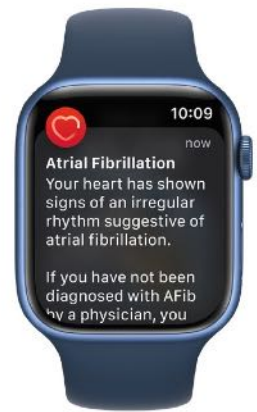 10:09
now
Atrial Fibrillation
Your heart has shown
signs of an irregular
rhythm suggestive of
atrial fibrillation.
If you have not been
diagnosed with AFib
by a physician, you